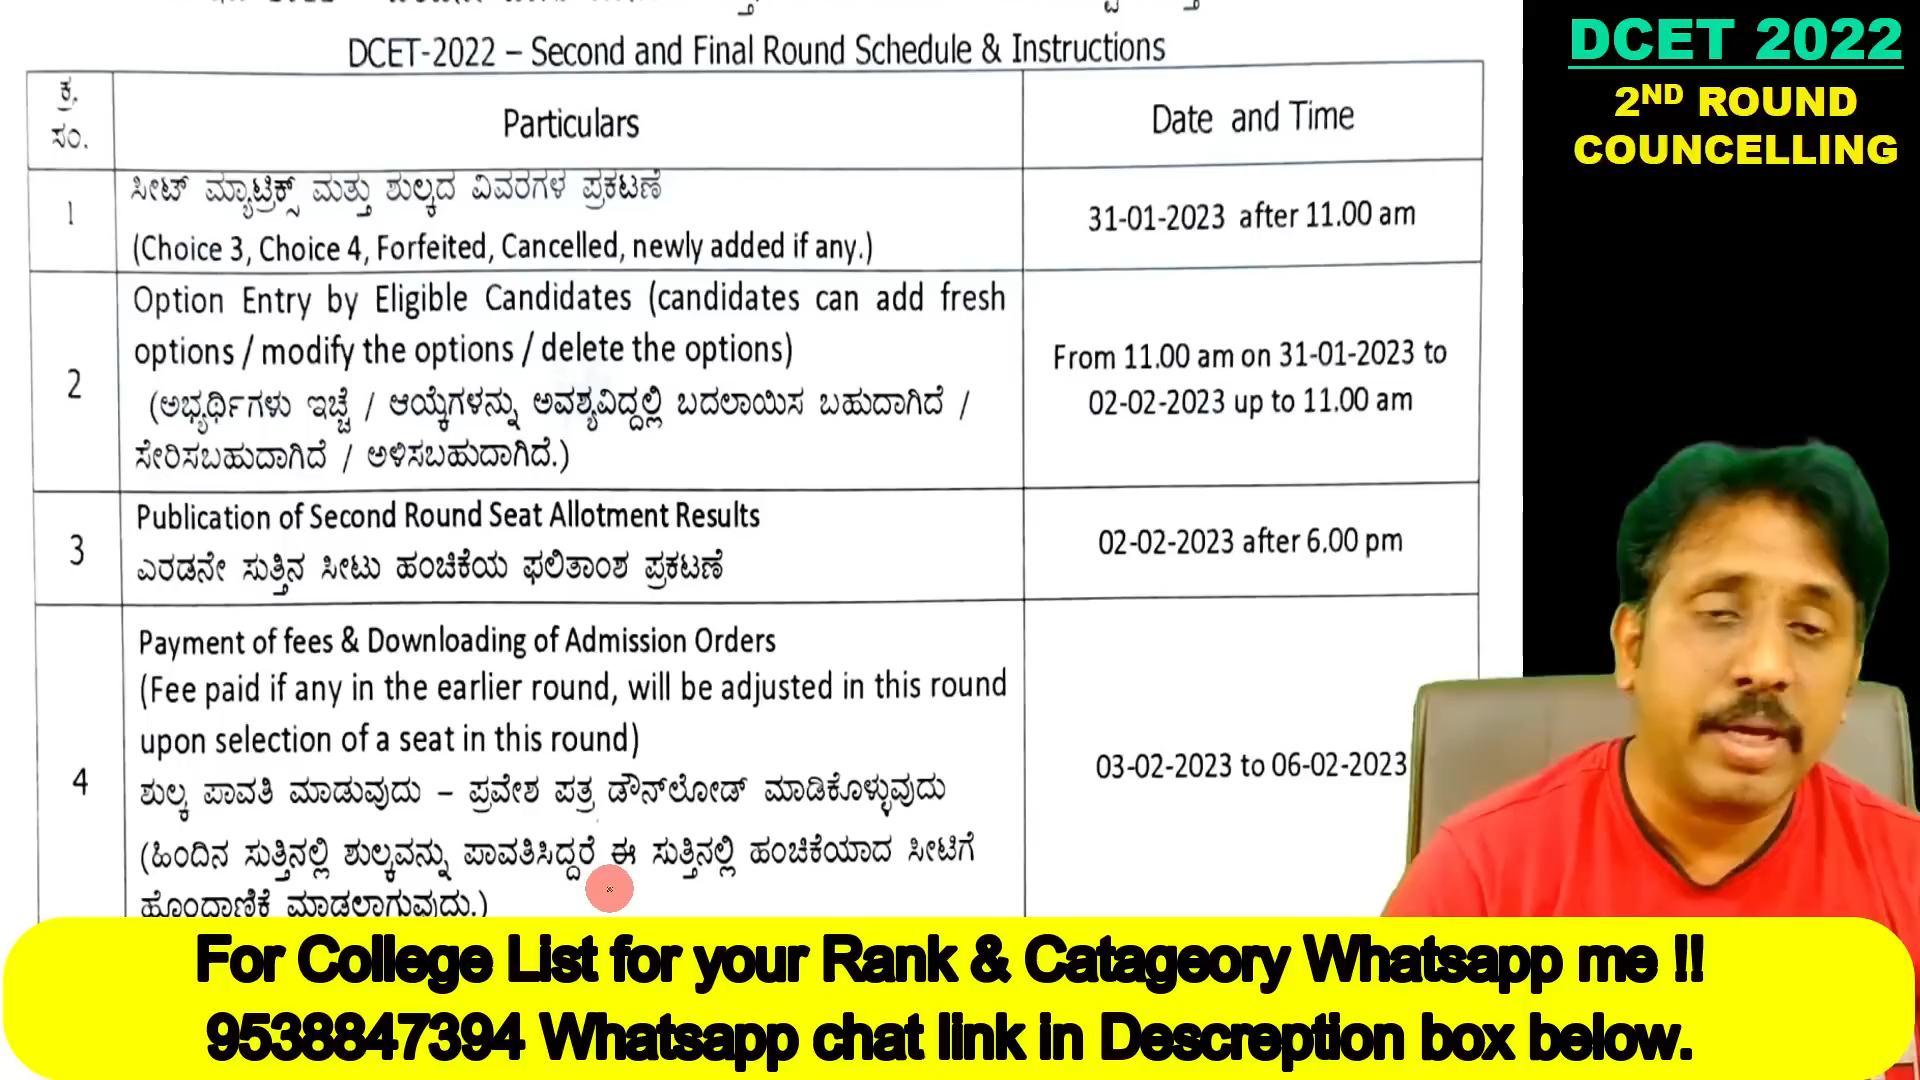 DCET-2022 – Second and Final Round Schedule & Instructions
ಕ್ರ.
ಸಂ.
Particulars
Date and Time
1
ಸೀಟ್ ಮ್ಯಾಟ್ರಿಕ್ಸ್ ಮತ್ತು ಶುಲ್ಕದ ವಿವರಗಳ ಪ್ರಕಟಣೆ
(Choice 3, Choice 4, Forfeited, Cancelled, newly added if any.)
31-01-2023 after 11.00 am
2
Option Entry by Eligible Candidates (candidates can add fresh
options / modify the options / delete the options)
(ಅಭ್ಯರ್ಥಿಗಳು ಇಚ್ಛೆ / ಆಯ್ಕೆಗಳನ್ನು ಅವಶ್ಯವಿದ್ದಲ್ಲಿ ಬದಲಾಯಿಸ ಬಹುದಾಗಿದೆ /
ಸೇರಿಸಬಹುದಾಗಿದೆ / ಅಳಿಸಬಹುದಾಗಿದೆ.)
From 11.00 am on 31-01-2023 to
02-02-2023 up to 11.00 am
3
Publication of Second Round Seat Allotment Results
ಎರಡನೇ ಸುತ್ತಿನ ಸೀಟು ಹಂಚಿಕೆಯ ಫಲಿತಾಂಶ ಪ್ರಕಟಣೆ
02-02-2023 after 6.00 pm
4
Payment of fees & Downloading of Admission Orders
(Fee paid if any in the earlier round, will be adjusted in this round
upon selection of a seat in this round)
ಶುಲ್ಕ ಪಾವತಿ ಮಾಡುವುದು – ಪ್ರವೇಶ ಪತ್ರ ಡೌನ್‌ಲೋಡ್ ಮಾಡಿಕೊಳ್ಳುವುದು
(ಹಿಂದಿನ ಸುತ್ತಿನಲ್ಲಿ ಶುಲ್ಕವನ್ನು ಪಾವತಿಸಿದ್ದರೆ ಈ ಸುತ್ತಿನಲ್ಲಿ ಹಂಚಿಕೆಯಾದ ಸೀಟಿಗೆ
ಹೊಂದಾಣಿಕೆ ಮಾಡಲಾಗುವುದು.)
03-02-2023 to 06-02-2023
DCET 2022
2ND ROUND
COUNCELLING
For College List for your Rank & Catageory Whatsapp me !!
9538847394 Whatsapp chat link in Descreption box below.